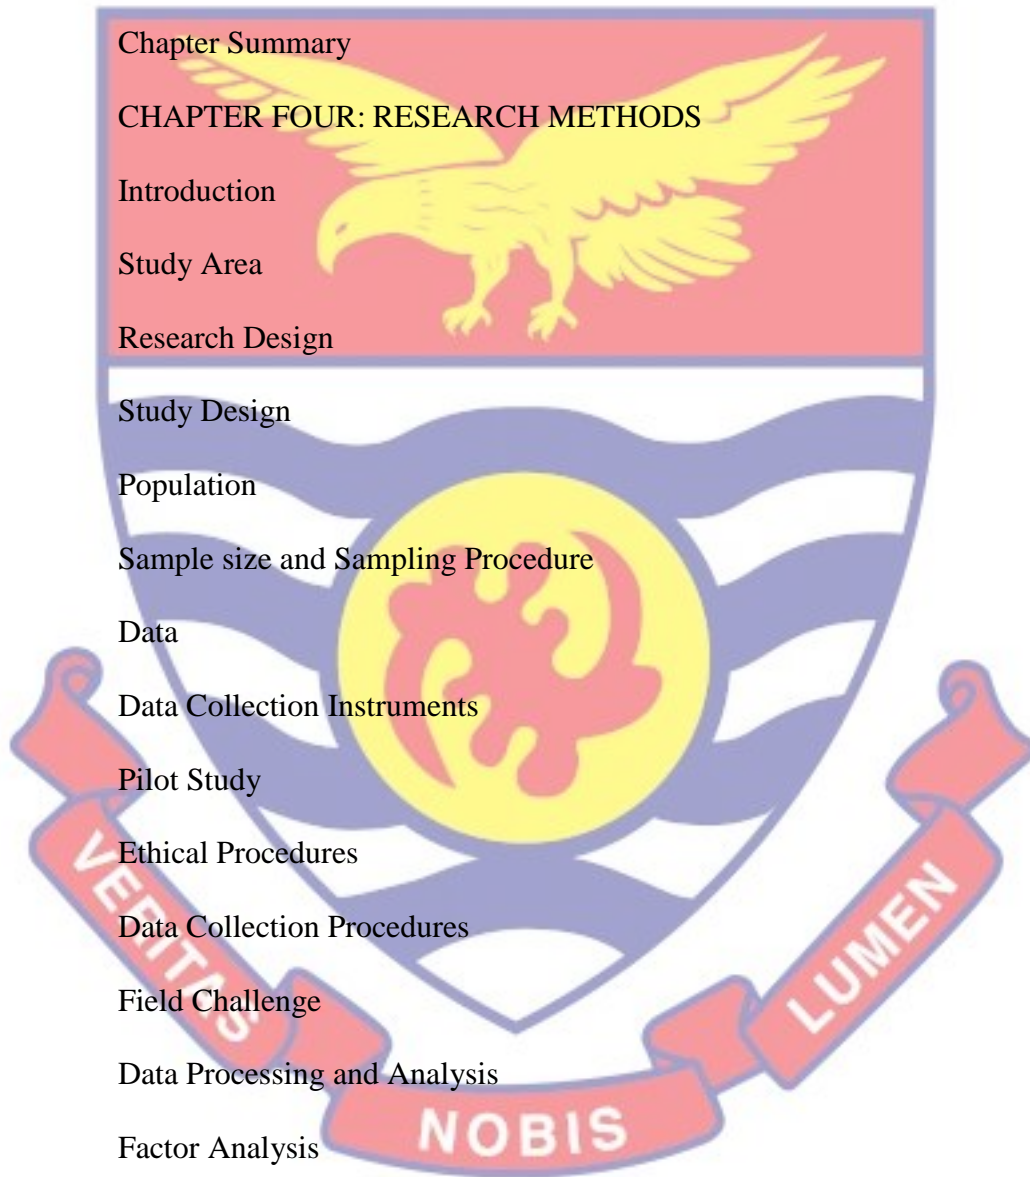 Chapter Summary
CHAPTER FOUR: RESEARCH METHODS
Introduction
Study Area
Research Design
Study Design
Population
Sample size and Sampling Procedure
Data
Data Collection Instruments
Pilot Study
Ethical Procedures
Data Collection Procedures
Field Challenge
Data Processing and Analysis
Factor Analysis
VERITAS
NOBIS
LUMEN